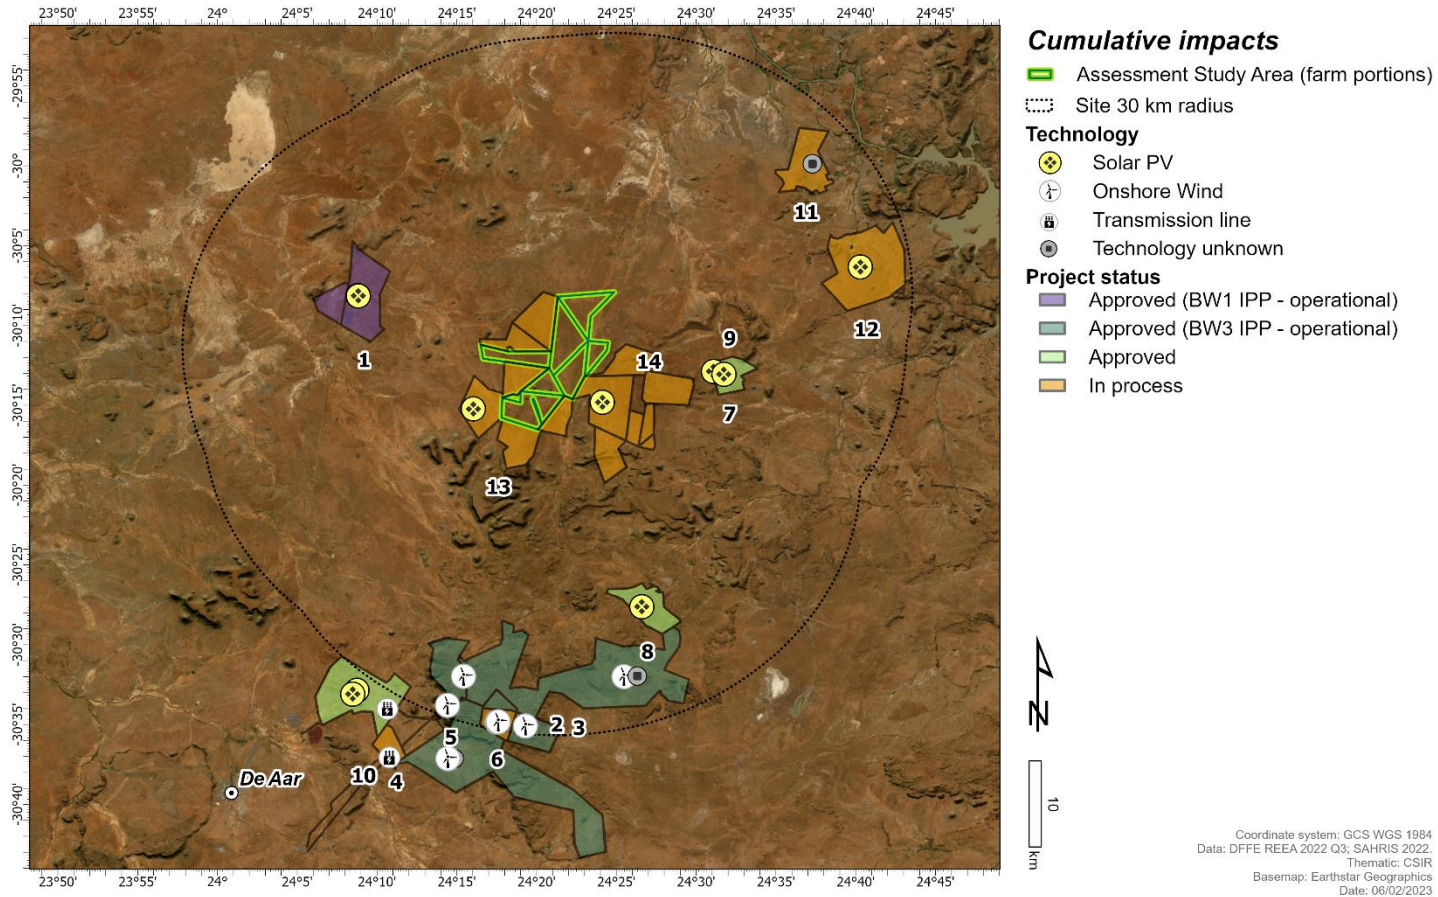 23°50' 23°55' 24° 24°5' 24°10' 24°15' 24°20' 24°25' 24°30' 24°35' 24°40' 24°45'
-29°55'
-30°
-30°5'
-30°10'
-30°15'
-30°20'
-30°25'
-30°30'
-30°35'
-30°40'
11
12
1
9
14
7
13
8
2 3
5
6
10
4
De Aar
23°50' 23°55' 24° 24°5' 24°10' 24°15' 24°20' 24°25' 24°30' 24°35' 24°40' 24°45'
Cumulative impacts
Assessment Study Area (farm portions)
Site 30 km radius
Technology
Solar PV
Onshore Wind
Transmission line
Technology unknown
Project status
Approved (BW1 IPP - operational)
Approved (BW3 IPP - operational)
Approved
In process
N
10
km
Coordinate system: GCS WGS 1984
Data: DFFE REEA 2022 Q3; SAHRIS 2022.
Thematic: CSIR
Basemap: Earthstar Geographics
Date: 06/02/2023